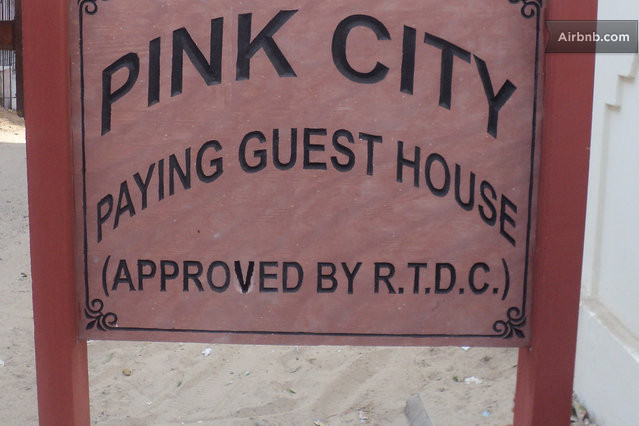 Airbnb.com
PINK CITY
PAYING GUEST HOUSE
(APPROVED BY R.T.D.C.)